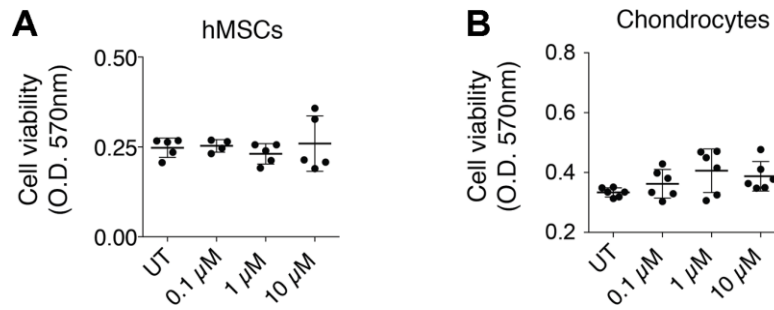 A
hMSCs
Cell viability
(O.D. 570nm)
0.50
0.25
0.00
UT
0.1 µM
1 µM
10 µM
B
Chondrocytes
Cell viability
(O.D. 570nm)
0.8
0.6
0.4
0.2
UT
0.1 µM
1 µM
10 µM